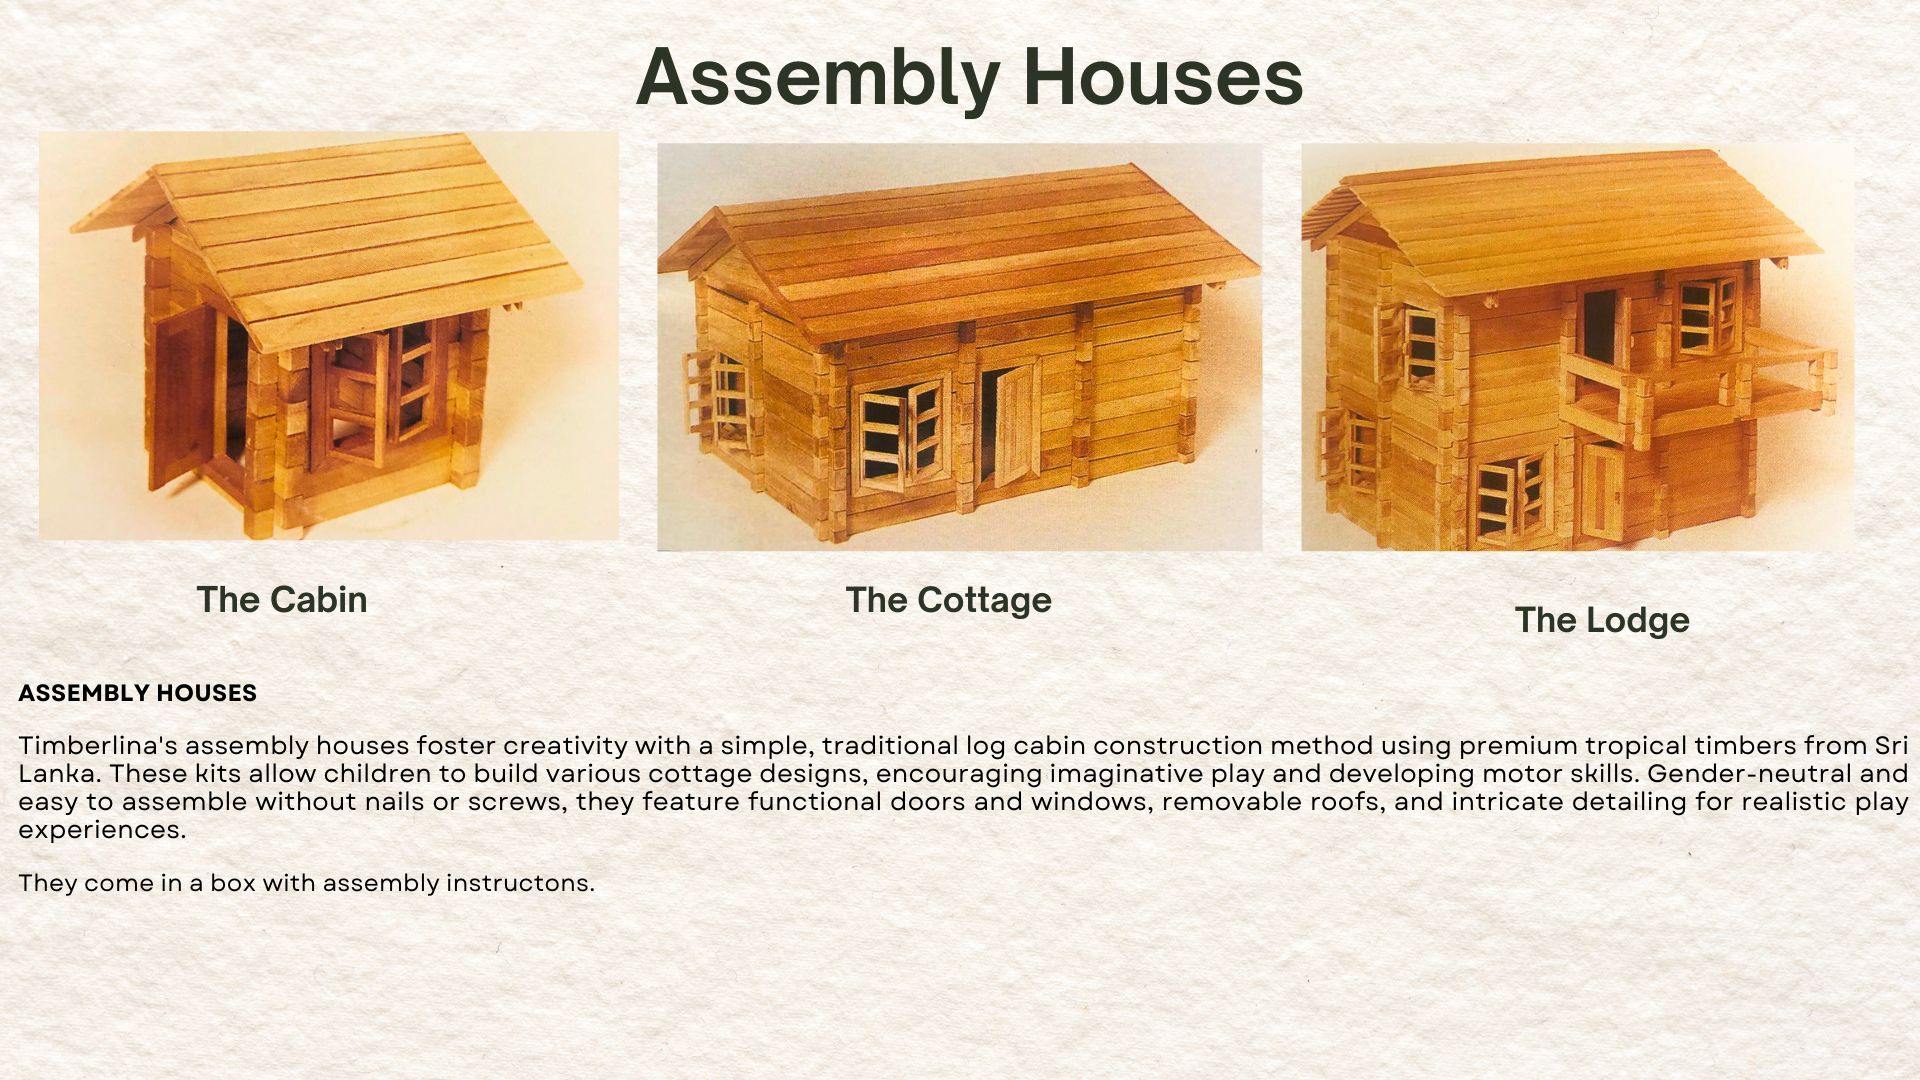 Assembly Houses
The Cabin
The Cottage
The Lodge
ASSEMBLY HOUSES
Timberlina's assembly houses foster creativity with a simple, traditional log cabin construction method using premium tropical timbers from Sri
Lanka. These kits allow children to build various cottage designs, encouraging imaginative play and developing motor skills. Gender-neutral and
easy to assemble without nails or screws, they feature functional doors and windows, removable roofs, and intricate detailing for realistic play
experiences.
They come in a box with assembly instructons.